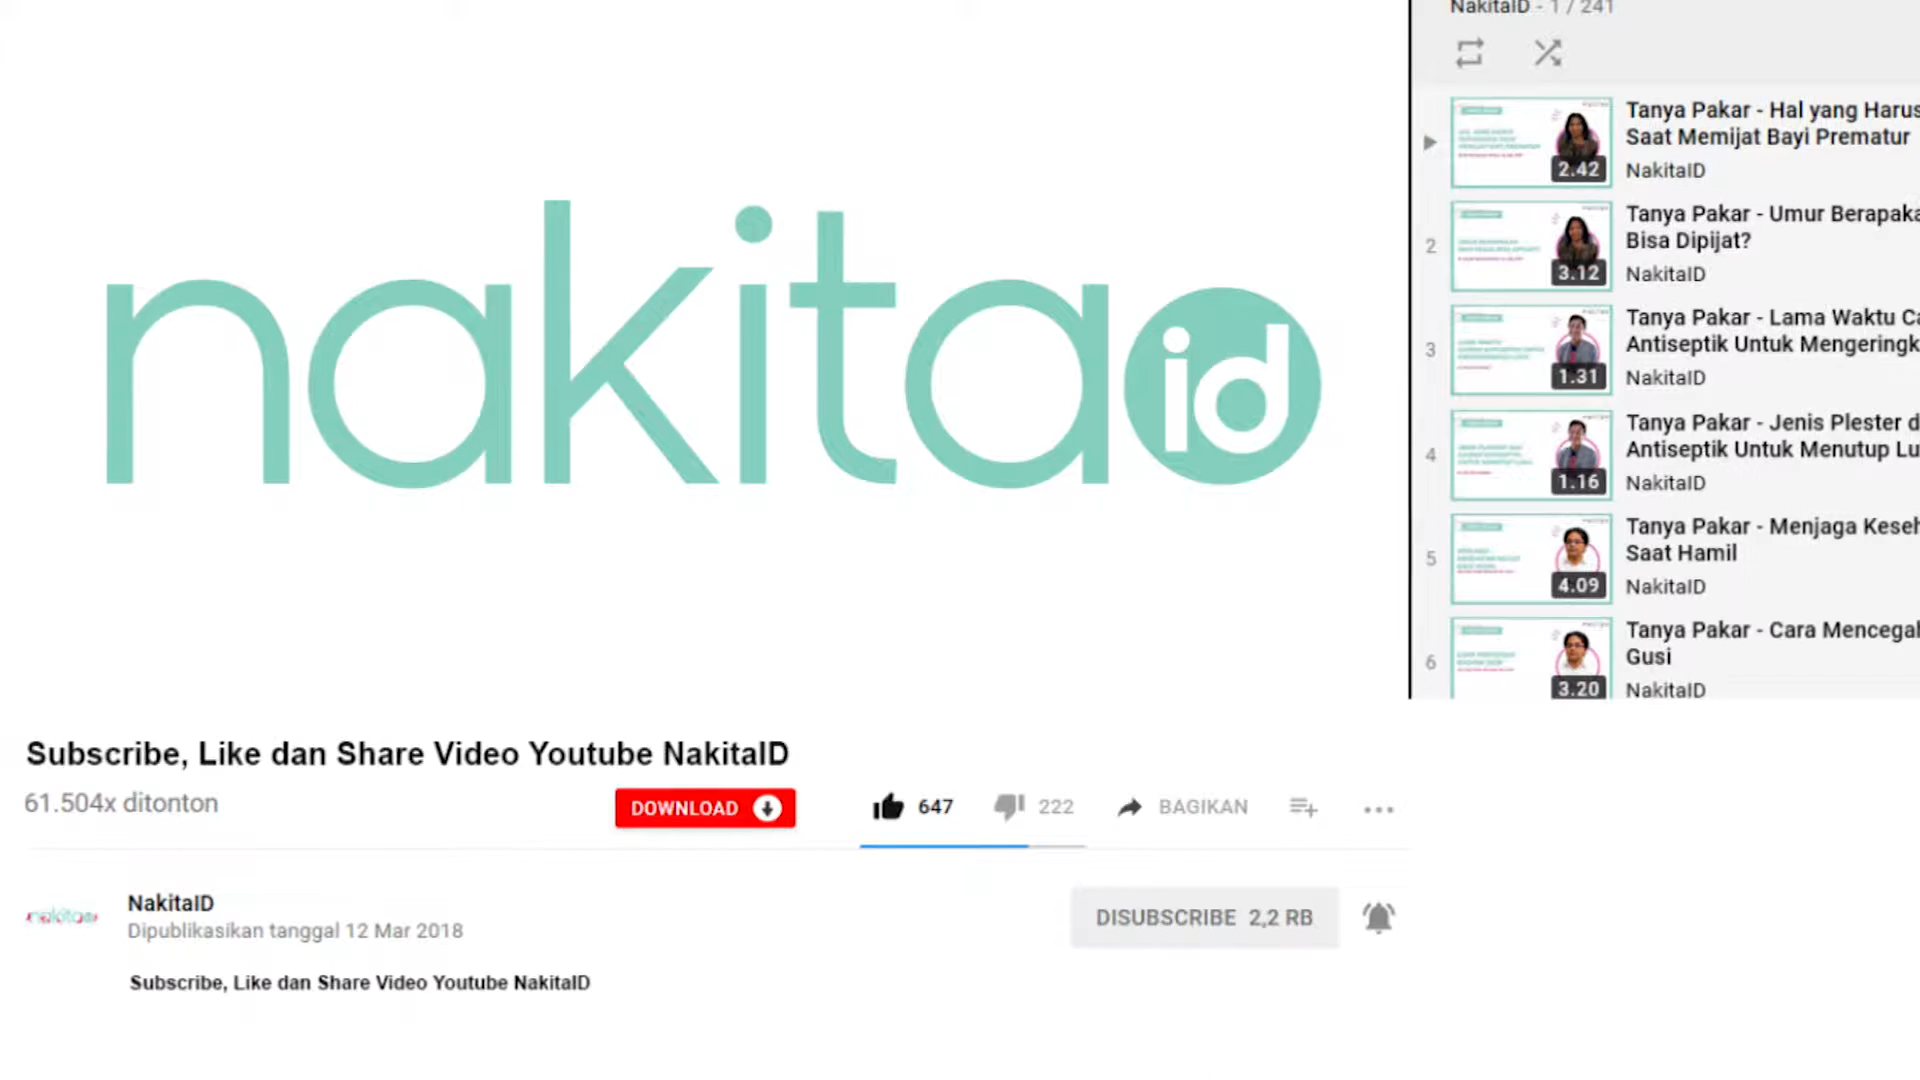 nakita id
NakitaID - 1 / 241
Tanya Pakar - Hal yang Harus
Saat Memijat Bayi Prematur
2.42
NakitaID
2
Tanya Pakar - Umur Berapaka
Bisa Dipijat?
3.12
NakitaID
3
Tanya Pakar - Lama Waktu Ca
Antiseptik Untuk Mengeringk
1.31
NakitaID
4
Tanya Pakar - Jenis Plester d
Antiseptik Untuk Menutup Lu
1.16
NakitaID
5
Tanya Pakar - Menjaga Keseh
Saat Hamil
4.09
NakitaID
6
Tanya Pakar - Cara Mencegah
Gusi
3.20
NakitaID
Subscribe, Like dan Share Video Youtube NakitaID
61.504x ditonton
DOWNLOAD
647
222
BAGIKAN
NakitaID
Dipublikasikan tanggal 12 Mar 2018
DISUBSCRIBE 2,2 RB
Subscribe, Like dan Share Video Youtube NakitaID